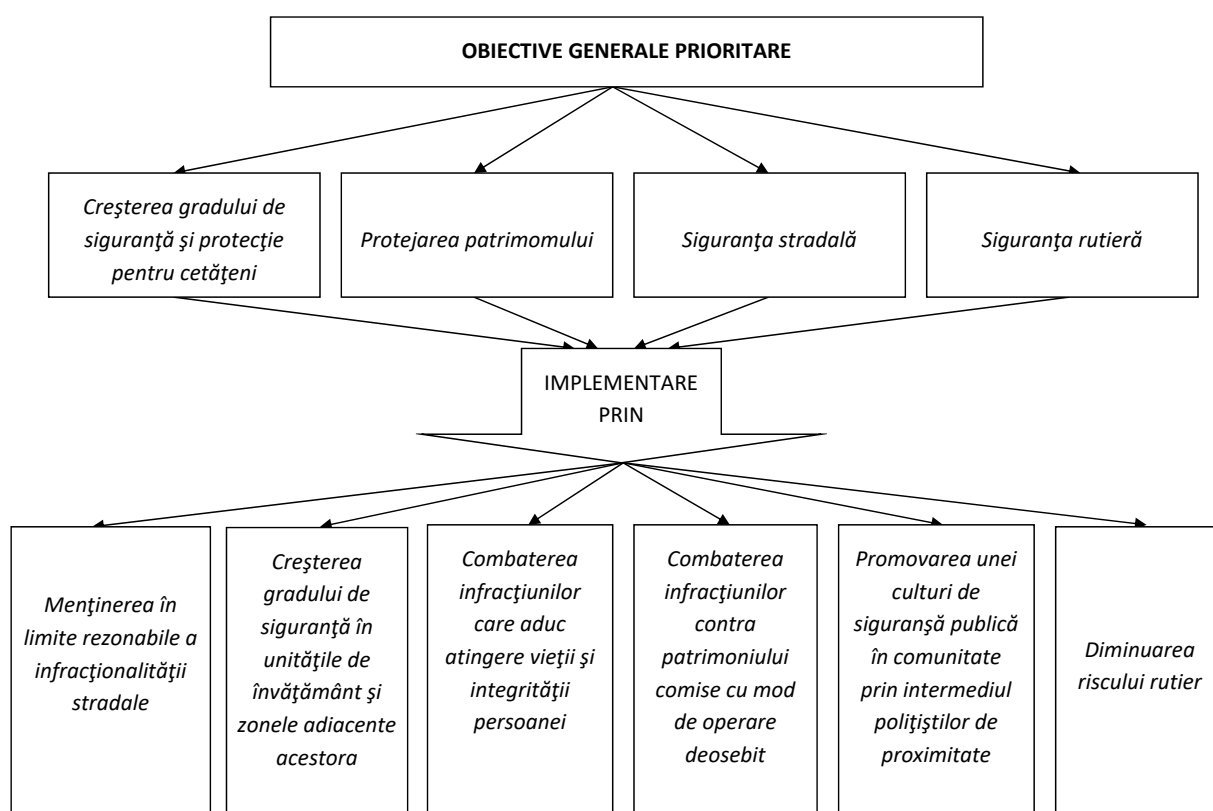 OBIECTIVE GENERALE PRIORITARE
Creşterea gradului de
siguranţă şi protecţie
pentru cetăţeni
Protejarea patrimomului
Siguranţa stradală
Siguranţa rutieră
IMPLEMENTARE
PRIN
Menţinerea în
limite rezonabile a
infracţionalităţii
stradale
Creşterea
gradului de
siguranţă în
unităţile de
învăţământ şi
zonele adiacente
acestora
Combaterea
infracţiunilor
care aduc
atingere vieţii şi
integrităţii
persoanei
Combaterea
infracţiunilor
contra
patrimoniului
comise cu mod
de operare
deosebit
Promovarea unei
culturi de
siguranşă publică
în comunitate
prin intermediul
poliţiştilor de
proximitate
Diminuarea
riscului rutier